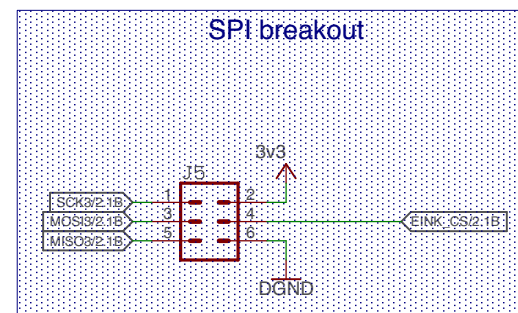 SPI breakout
3v3
J5
SCK3/2.1B 1 2
MOSI3/2.1B 3 4 EINK_CS/2.1B
MISO3/2.1B 5 6
DGND